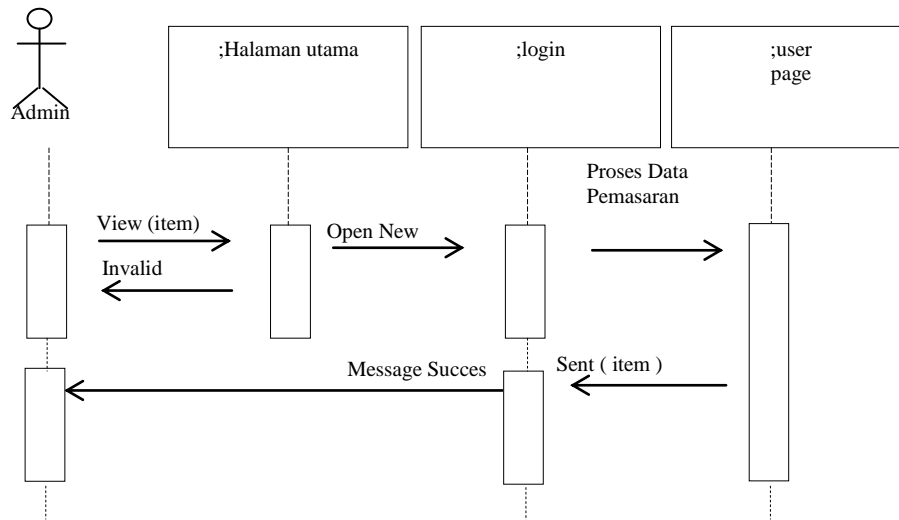 ;Halaman utama
;login
;user
page
Admin
Proses Data
Pemasaran
View (item)
Open New
Invalid
Message Succes
Sent ( item )